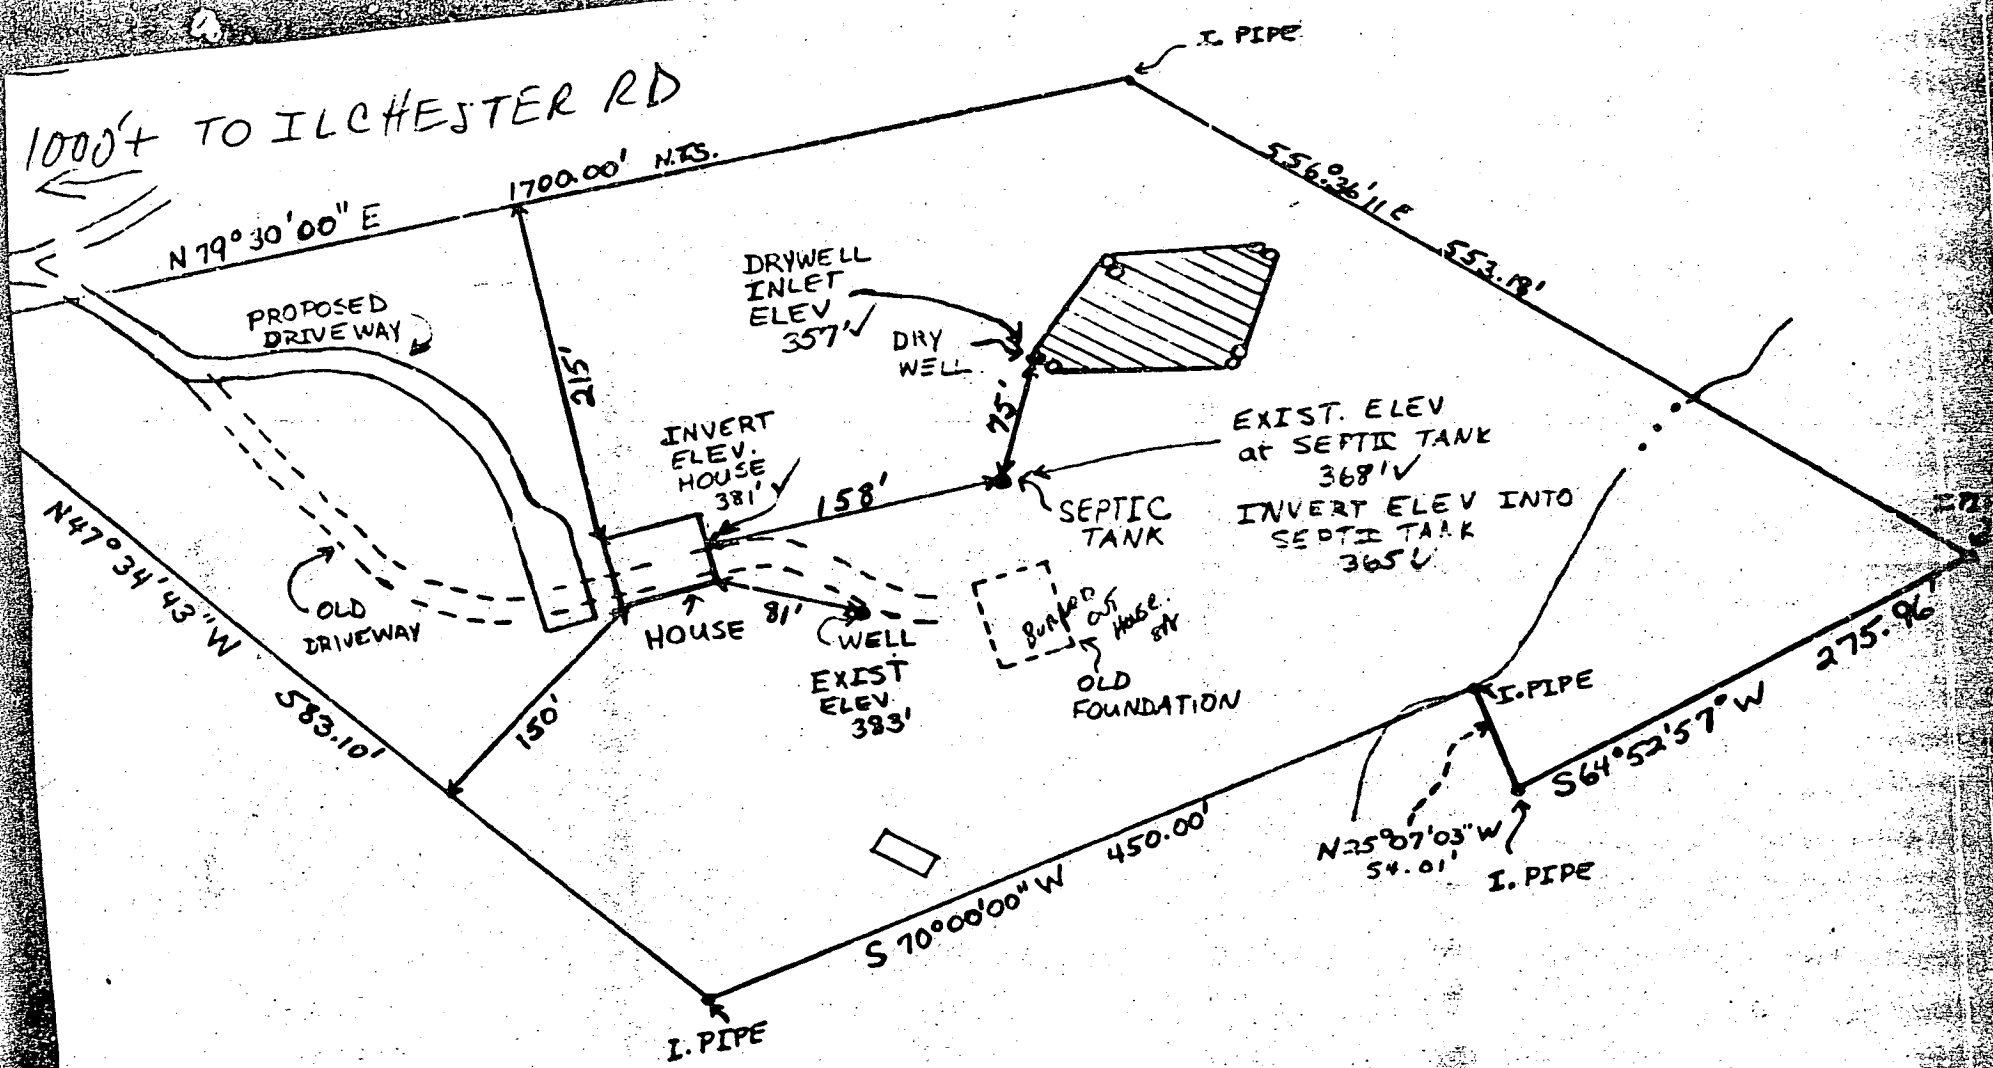 I. PIPE
1000'+ TO ILCHESTER RD
1700.00' N.T.S.
N 79°30'00" E
S56°36'11 E
553.18'
PROPOSED
DRIVEWAY
215'
DRYWELL
INLET
ELEV
357'✓
DRY
WELL
75'
INVERT
ELEV.
HOUSE
381'✓
158'
EXIST. ELEV
at SEPTIC TANK
368'✓
INVERT ELEV INTO
SEPTI TANK
365'✓
SEPTIC
TANK
N47°34'43"W
583.10'
OLD
DRIVEWAY
HOUSE
81'
WELL
EXIST
ELEV.
383'
Burned
out
House.
OLD
FOUNDATION
150'
I. PIPE
275.96'
S64°52'57"W
N25°07'03"W
54.01'
I. PIPE
450.00'
S 70°00'00" W
I. PIPE